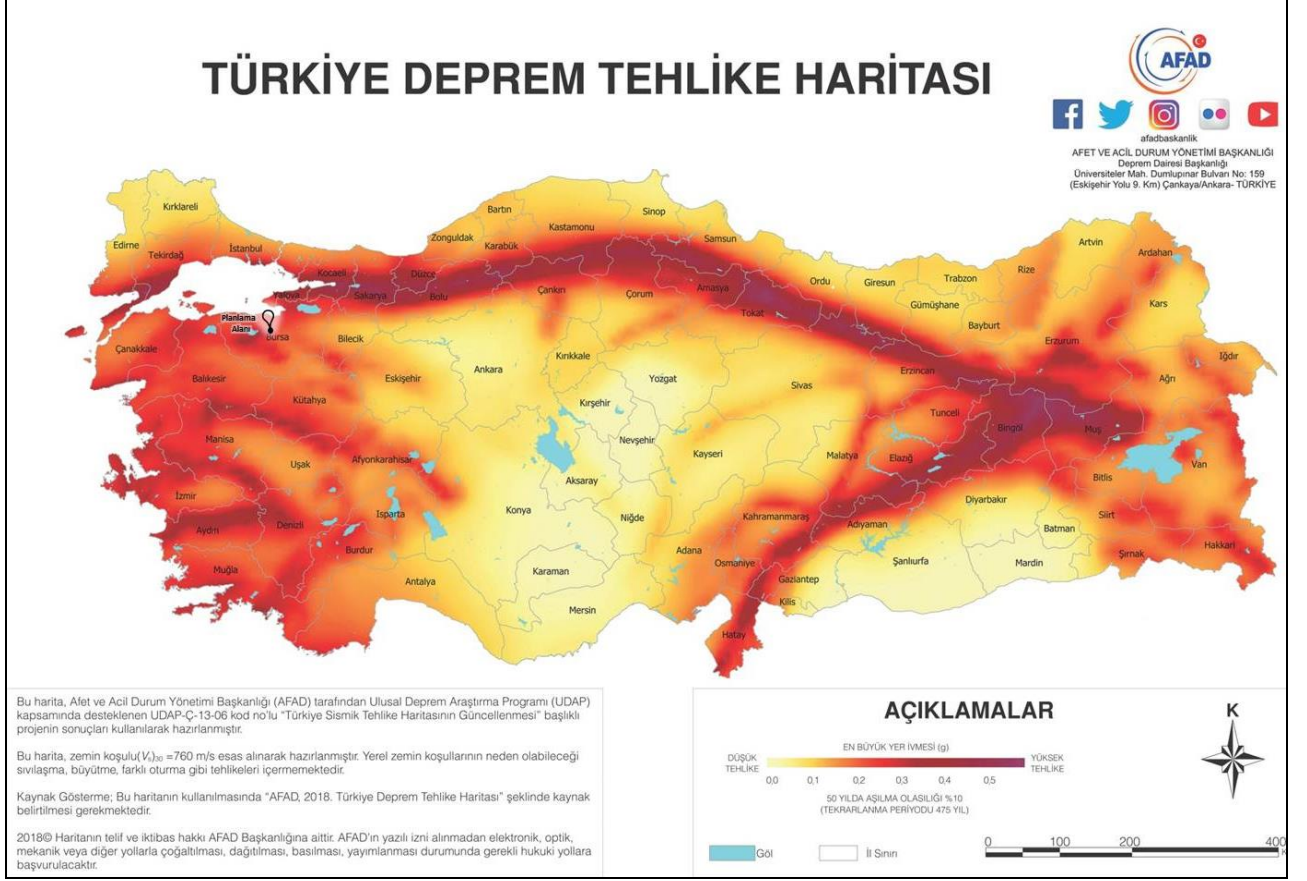 TÜRKİYE DEPREM TEHLİKE HARİTASI
AFAD
afadbaskanlik
AFET VE ACİL DURUM YÖNETİMİ BAŞKANLIĞI
Deprem Dairesi Başkanlığı
Üniversiteler Mah. Dumlupınar Bulvarı No: 159
(Eskişehir Yolu 9. Km) Çankaya/Ankara- TÜRKİYE
Kırklareli
Edirne
Tekirdağ
İstanbul
Kocaeli
Yalova
Sakarya
Düzce
Bolu
Zonguldak
Bartın
Karabük
Kastamonu
Sinop
Samsun
Çankırı
Çorum
Amasya
Tokat
Ordu
Giresun
Trabzon
Gümüşhane
Bayburt
Rize
Artvin
Ardahan
Kars
Iğdır
Erzurum
Erzincan
Ağrı
Planlama
Alanı
Bursa
Bilecik
Çanakkale
Balıkesir
Kütahya
Eskişehir
Ankara
Kırıkkale
Yozgat
Kırşehir
Sivas
Tunceli
Bingöl
Muş
Manisa
Uşak
Afyonkarahisar
Nevşehir
Kayseri
Malatya
Elazığ
Bitlis
Van
Aksaray
İzmir
Konya
Niğde
Kahramanmaraş
Adıyaman
Diyarbakır
Batman
Siirt
Aydın
Denizli
Isparta
Burdur
Muğla
Antalya
Karaman
Mersin
Adana
Osmaniye
Gaziantep
Kilis
Hatay
Şanlıurfa
Mardin
Şırnak
Hakkari
Bu harita, Afet ve Acil Durum Yönetimi Başkanlığı (AFAD) tarafından Ulusal Deprem Araştırma Programı (UDAP)
kapsamında desteklenen UDAP-Ç-13-06 kod no'lu "Türkiye Sismik Tehlike Haritasının Güncellenmesi" başlıklı
projenin sonuçları kullanılarak hazırlanmıştır.
Bu harita, zemin koşulu(Vs)30 =760 m/s esas alınarak hazırlanmıştır. Yerel zemin koşullarının neden olabileceği
sıvılaşma, büyütme, farklı oturma gibi tehlikeleri içermemektedir.
Kaynak Gösterme; Bu haritanın kullanılmasında "AFAD, 2018. Türkiye Deprem Tehlike Haritası" şeklinde kaynak
belirtilmesi gerekmektedir.
2018© Haritanın telif ve iktibas hakkı AFAD Başkanlığına aittir. AFAD'ın yazılı izni alınmadan elektronik, optik,
mekanik veya diğer yollarla çoğaltılması, dağıtılması, basılması, yayımlanması durumunda gerekli hukuki yollara
başvurulacaktır.
AÇIKLAMALAR
EN BÜYÜK YER İVMESİ (g)
DÜŞÜK
TEHLİKE
YÜKSEK
TEHLİKE
0,0 0,1 0,2 0,3 0,4 0,5
50 YILDA AŞILMA OLASILIĞI %10
(TEKRARLANMA PERİYODU 475 YIL)
Göl
İl Sınırı
K
0 100 200 400